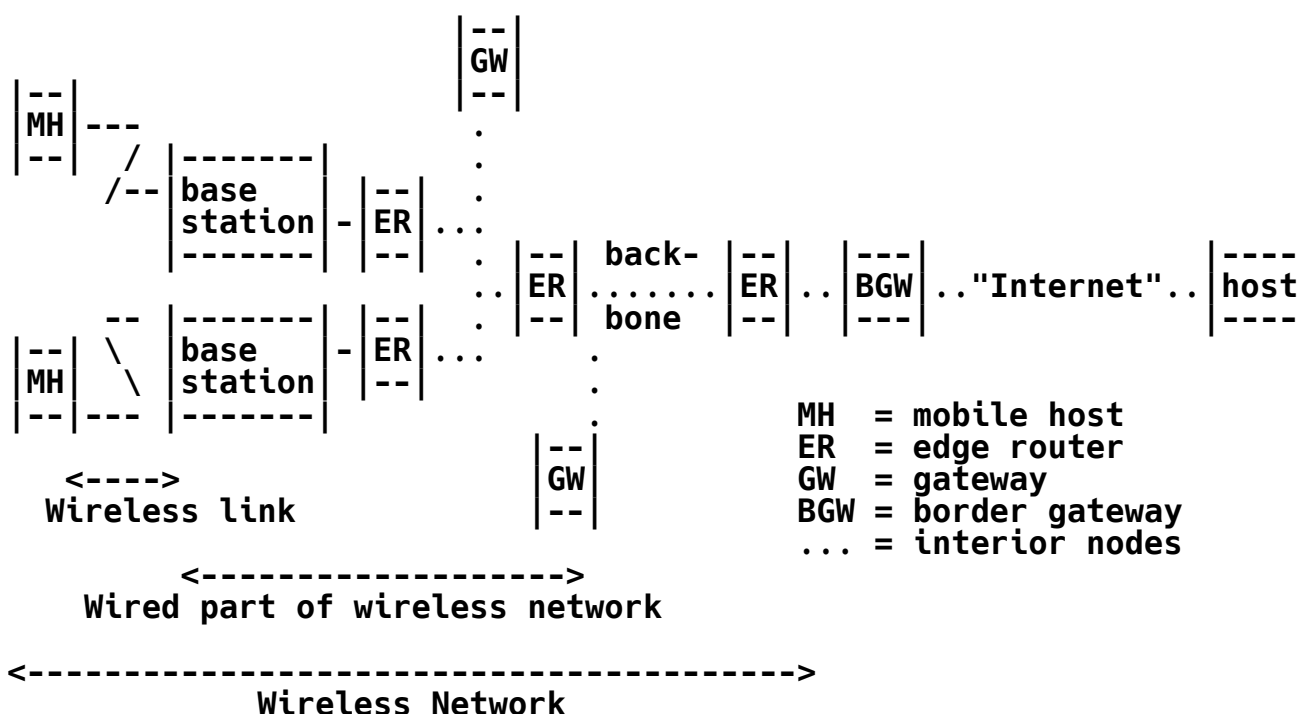 |--|
|GW|
|--| |--|
|MH|--- .
|--| / |-------| .
/--|base | |--| .
|station|-|ER|...
|-------| |--| . |--| back- |--| |---| |----
..|ER|.......|ER|..|BGW|.."Internet"..|host
-- |-------| |--| . |--| bone |--| |---| |----
|--| \ |base |-|ER|... .
|MH| \ |station| |--| .
|--|--- |-------| . MH = mobile host
|--| ER = edge router
<----> |GW| GW = gateway
Wireless link |--| BGW = border gateway
... = interior nodes
<------------------->
Wired part of wireless network
<---------------------------------------->
Wireless Network